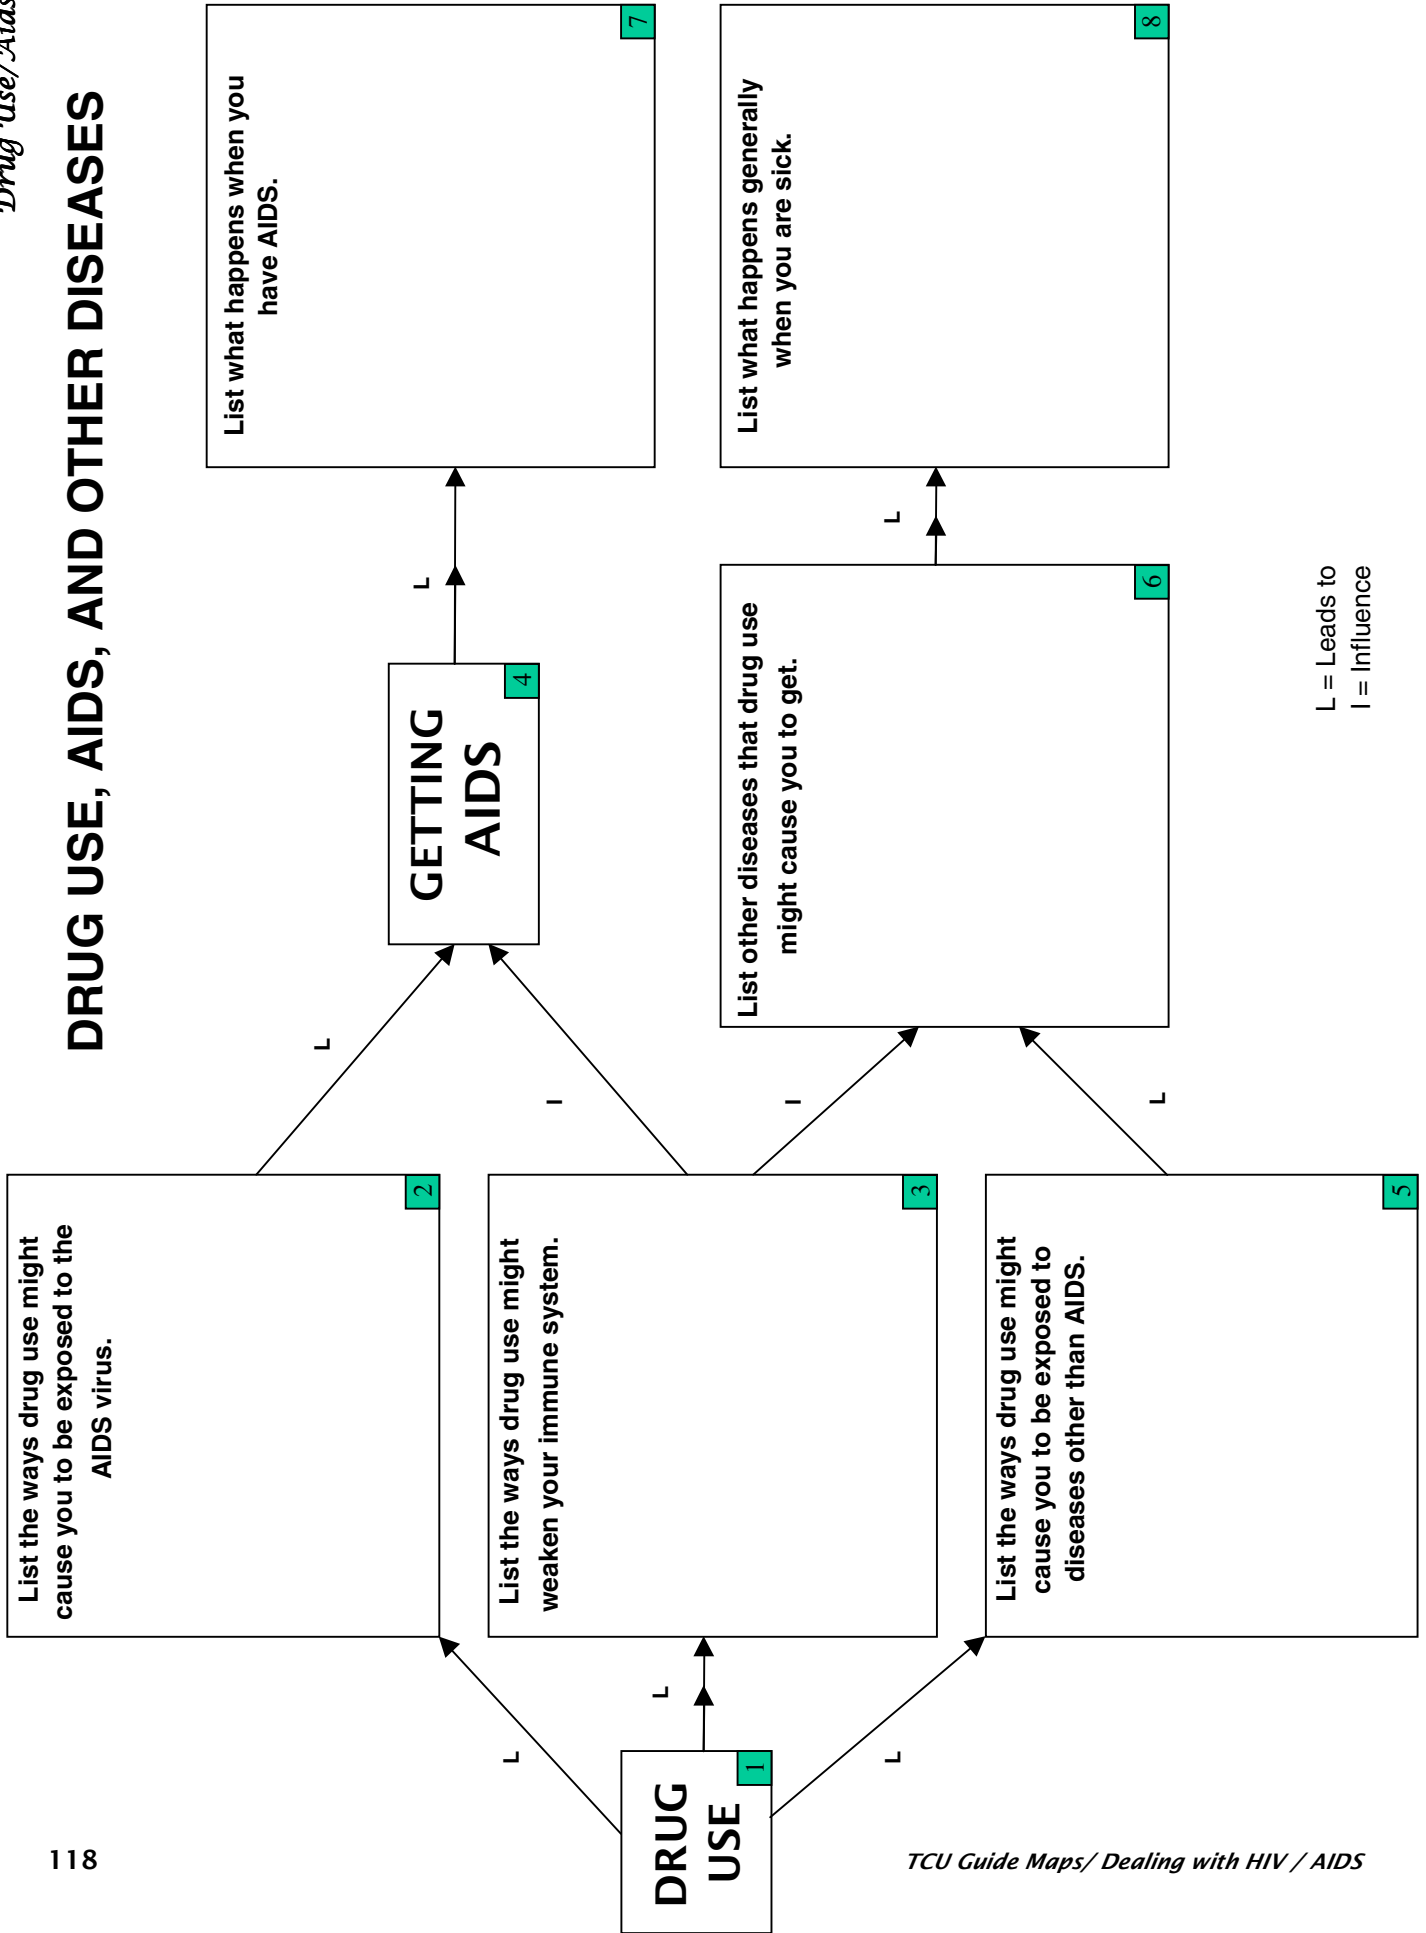 Drug Use/Aids
DRUG USE, AIDS, AND OTHER DISEASES
DRUG
USE
1
L
L
L
List the ways drug use might
cause you to be exposed to the
AIDS virus.
2
List the ways drug use might
weaken your immune system.
3
List the ways drug use might
cause you to be exposed to
diseases other than AIDS.
5
L
I
I
L
GETTING
AIDS
4
List other diseases that drug use
might cause you to get.
6
L
L
List what happens when you
have AIDS.
7
List what happens generally
when you are sick.
8
L = Leads to
I = Influence
118
TCU Guide Maps/ Dealing with HIV / AIDS